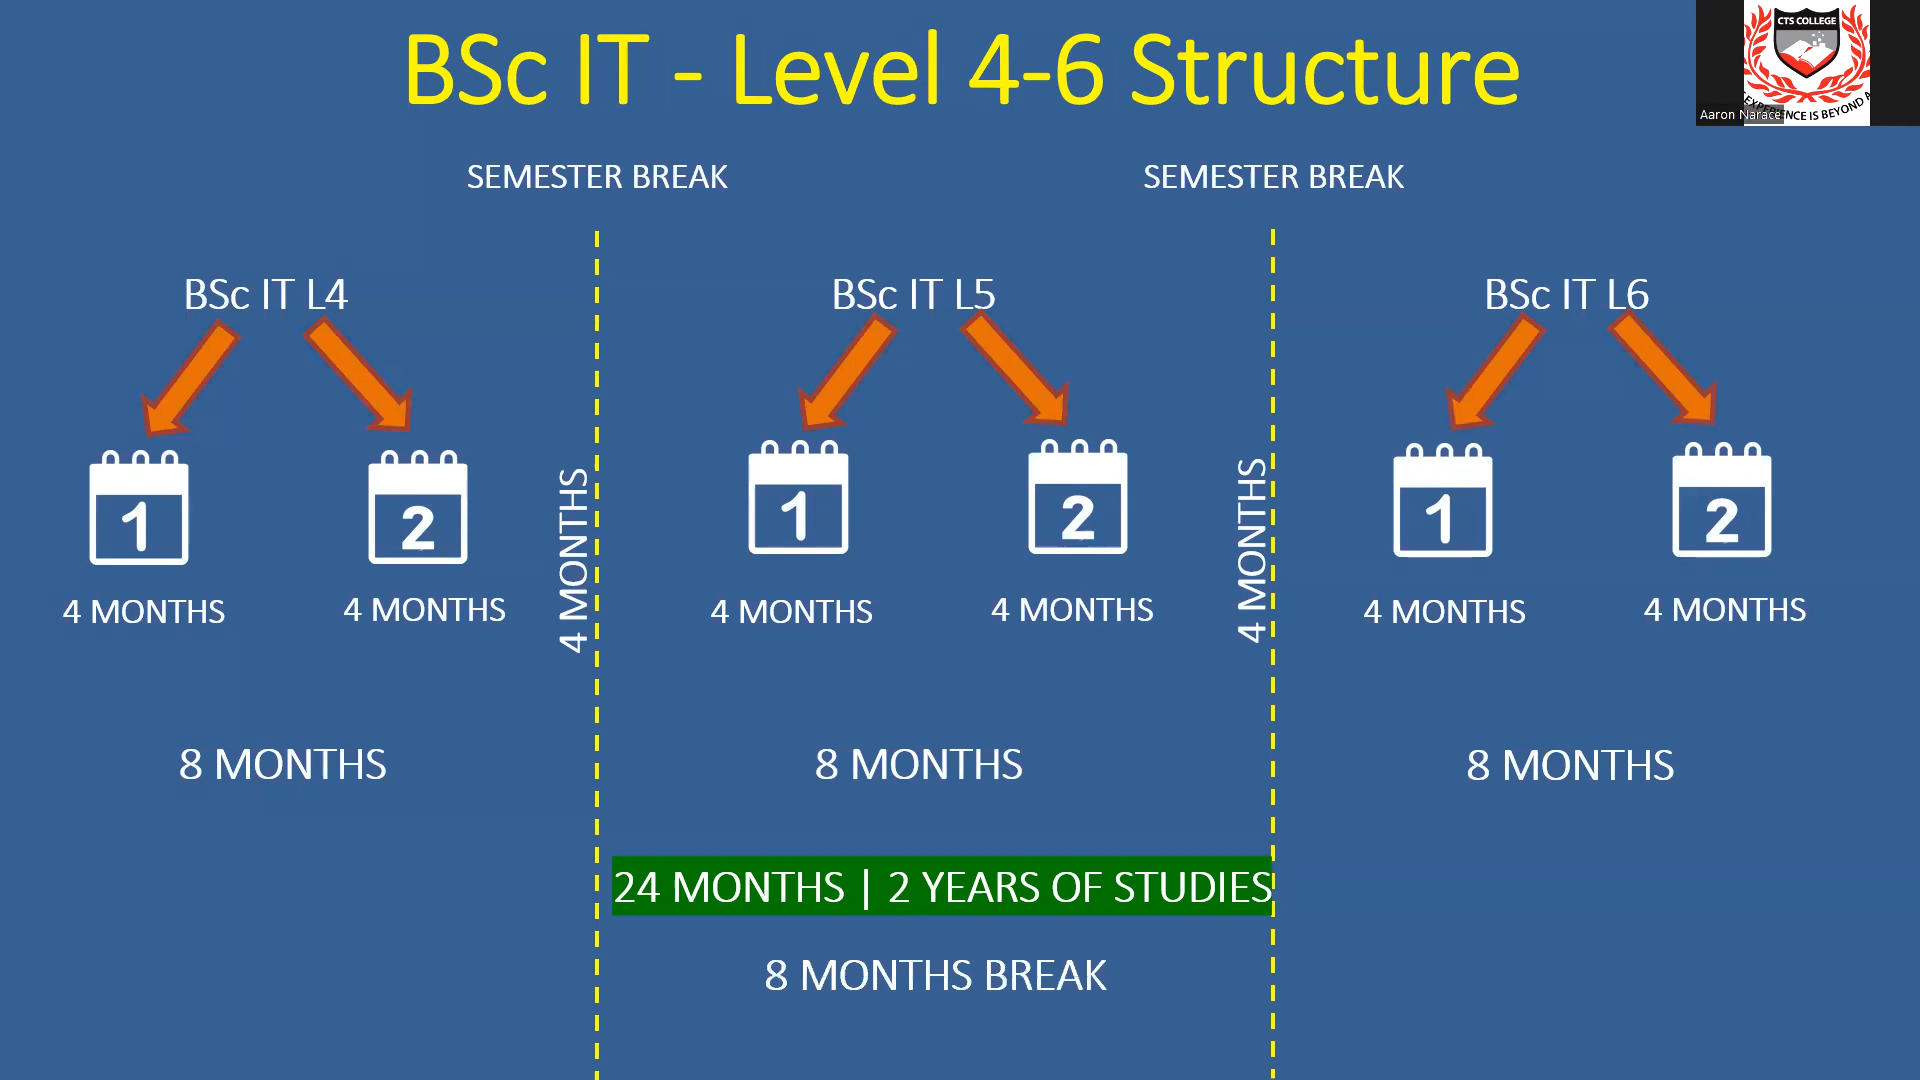 BSc IT - Level 4-6 Structure
CTS COLLEGE
EXPERIENCE IS BEYOND A
Aaron Narace
SEMESTER BREAK
SEMESTER BREAK
BSc IT L4
BSc IT L5
BSc IT L6
1
2
1
2
1
2
4 MONTHS
4 MONTHS
4 MONTHS
4 MONTHS
4 MONTHS
4 MONTHS
4 MONTHS
4 MONTHS
8 MONTHS
8 MONTHS
8 MONTHS
24 MONTHS | 2 YEARS OF STUDIES
8 MONTHS BREAK